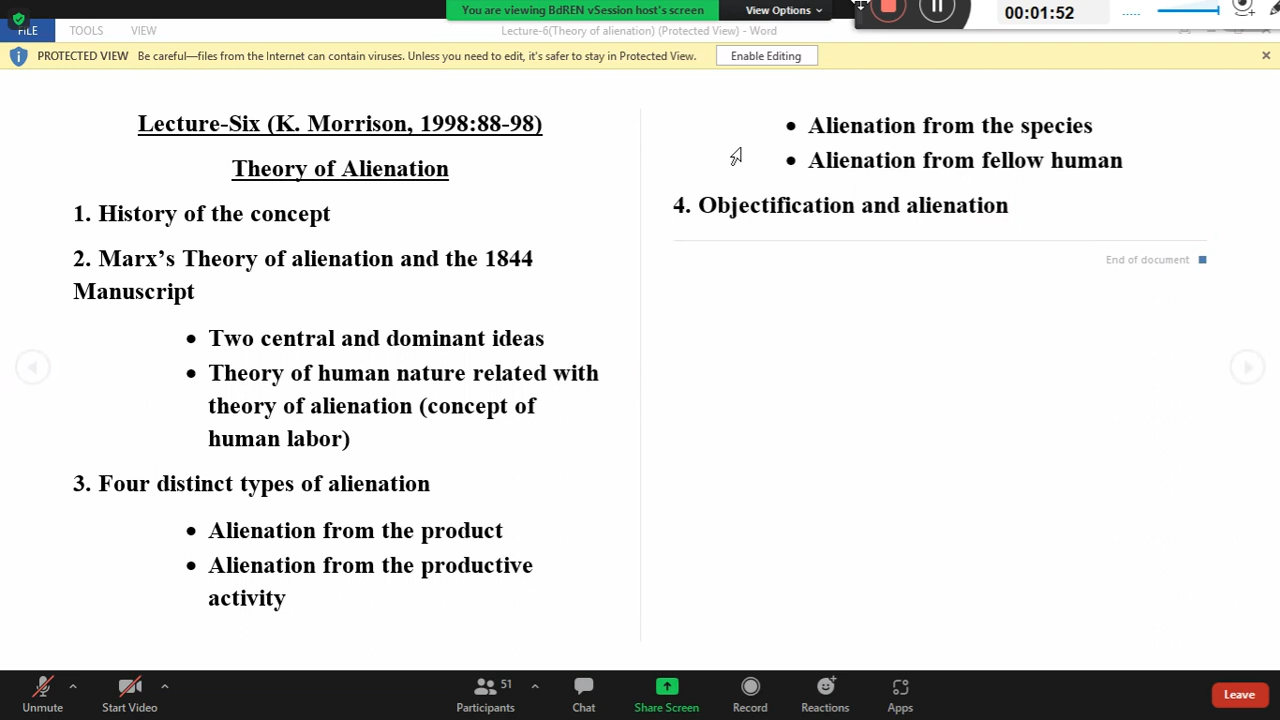 You are viewing BdREN vSession host's screen
View Options
00:01:52
FILE
TOOLS
VIEW
Lecture-6(Theory of alienation) (Protected View) - Word
PROTECTED VIEW Be careful—files from the Internet can contain viruses. Unless you need to edit, it's safer to stay in Protected View.
Enable Editing
Lecture-Six (K. Morrison, 1998:88-98)
Theory of Alienation
1. History of the concept
2. Marx’s Theory of alienation and the 1844
Manuscript
• Two central and dominant ideas
• Theory of human nature related with
theory of alienation (concept of
human labor)
3. Four distinct types of alienation
• Alienation from the product
• Alienation from the productive
activity
• Alienation from the species
• Alienation from fellow human
4. Objectification and alienation
End of document
Unmute
Start Video
51
Participants
Chat
Share Screen
Record
Reactions
Apps
Leave